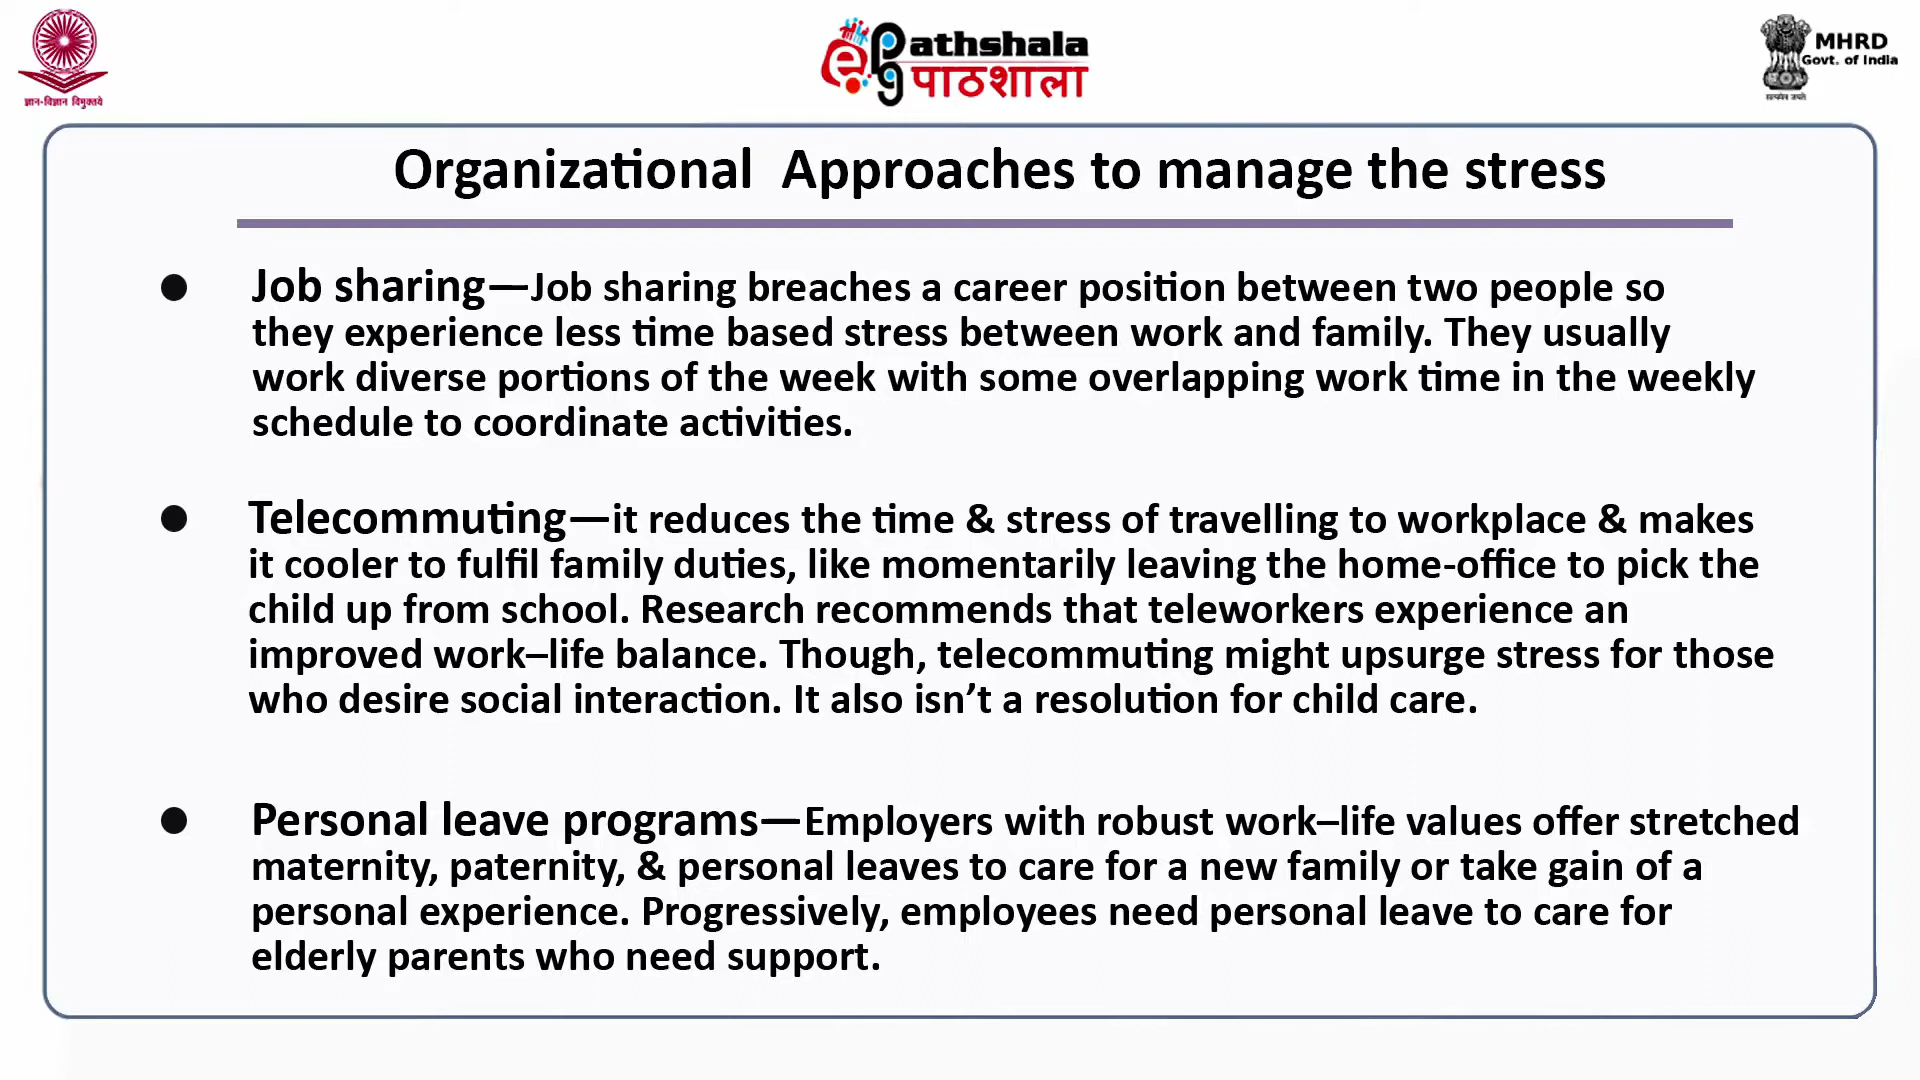 ज्ञान-विज्ञान विमुक्तये
e
Pathshala
पाठशाला
MHRD
Govt. of India
सत्यमेव जयते
Organizational Approaches to manage the stress
● Job sharing—Job sharing breaches a career position between two people so
they experience less time based stress between work and family. They usually
work diverse portions of the week with some overlapping work time in the weekly
schedule to coordinate activities.
● Telecommuting—it reduces the time & stress of travelling to workplace & makes
it cooler to fulfil family duties, like momentarily leaving the home-office to pick the
child up from school. Research recommends that teleworkers experience an
improved work–life balance. Though, telecommuting might upsurge stress for those
who desire social interaction. It also isn’t a resolution for child care.
● Personal leave programs—Employers with robust work–life values offer stretched
maternity, paternity, & personal leaves to care for a new family or take gain of a
personal experience. Progressively, employees need personal leave to care for
elderly parents who need support.